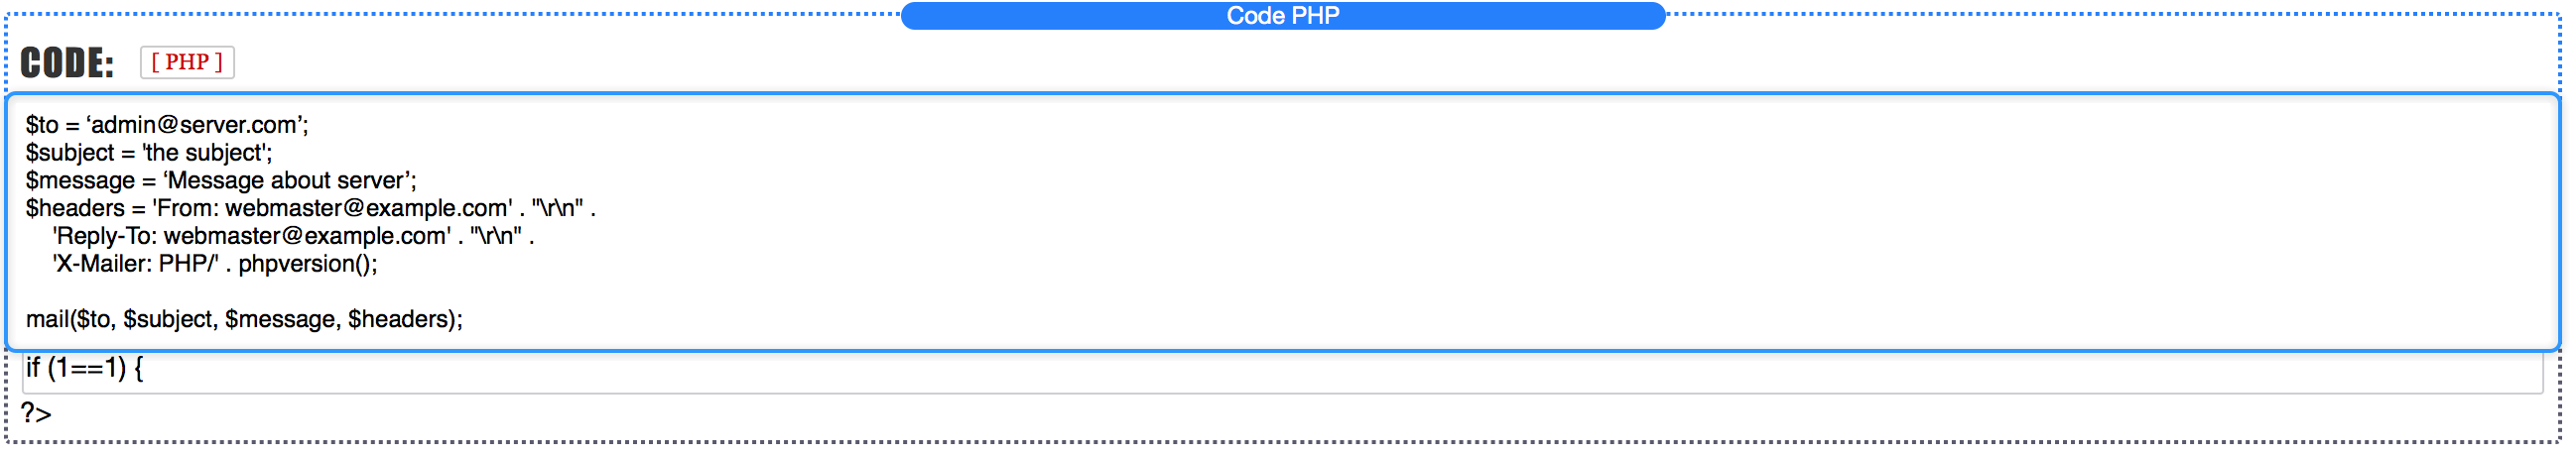 Code PHP
CODE: [ PHP ]
$to = ‘admin@server.com’;
$subject = 'the subject';
$message = ‘Message about server’;
$headers = 'From: webmaster@example.com' . "\r\n" .
    'Reply-To: webmaster@example.com' . "\r\n" .
    'X-Mailer: PHP/' . phpversion();
mail($to, $subject, $message, $headers);
if (1==1) {
?>